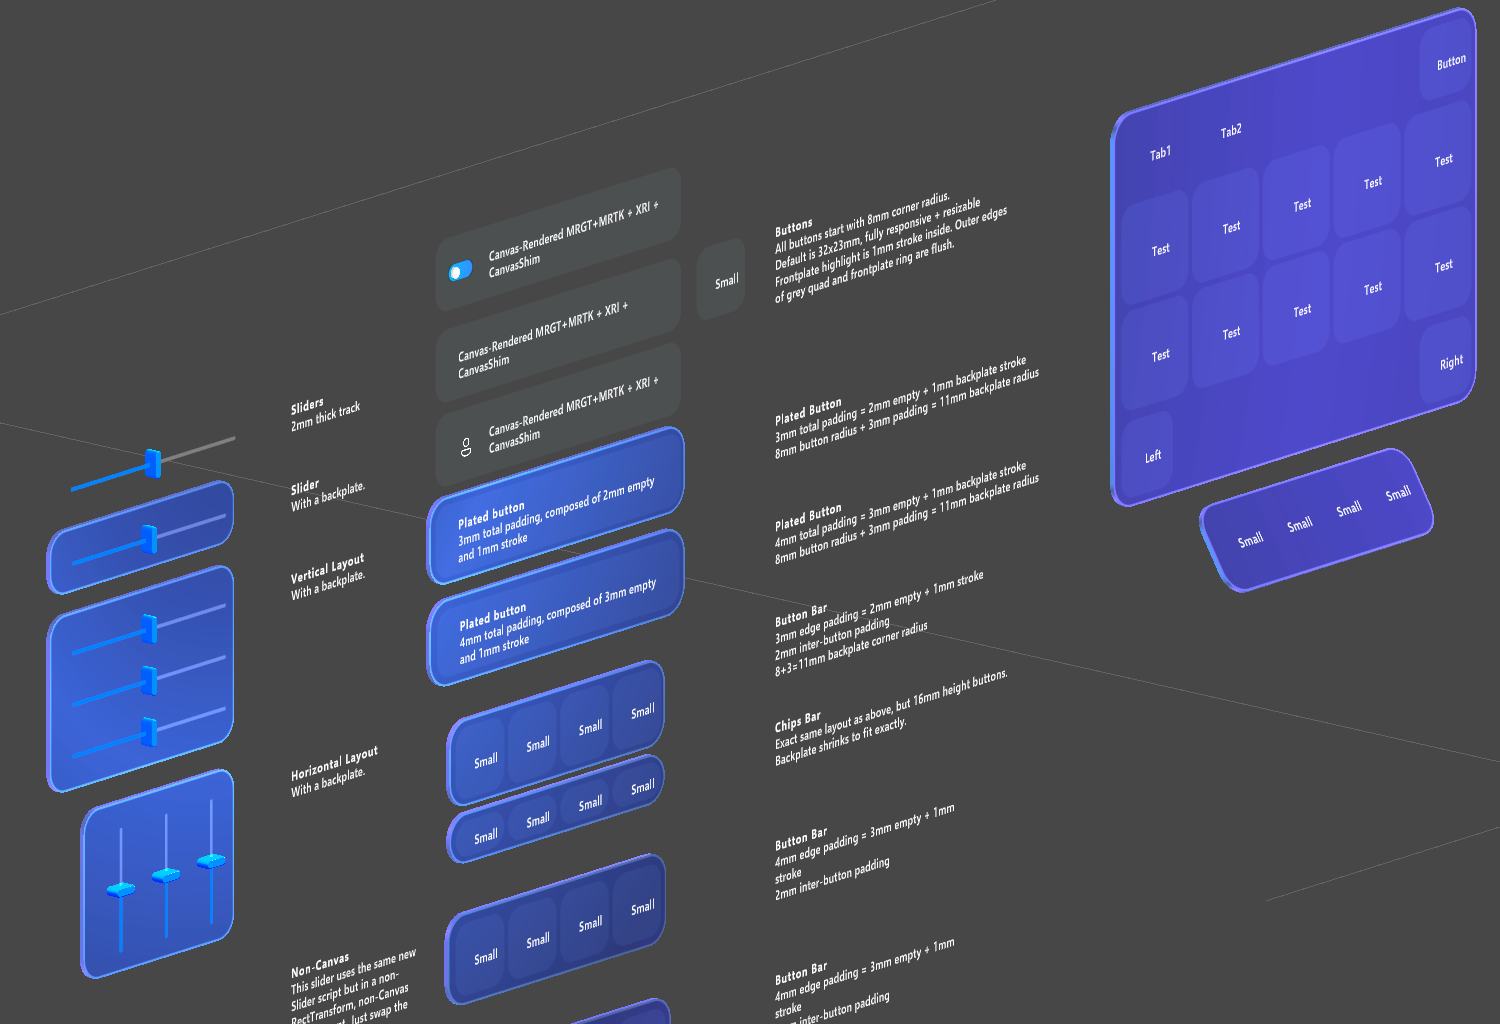 Sliders
2mm thick track
Slider
With a backplate.
Vertical Layout
With a backplate.
Horizontal Layout
With a backplate.
Non-Canvas
This slider uses the same new
Slider script but in a non-
RectTransform, non-Canvas
Just swap the
Canvas-Rendered MRGT+MRTK + XRI +
CanvasShim
Canvas-Rendered MRGT+MRTK + XRI +
CanvasShim
Canvas-Rendered MRGT+MRTK + XRI +
CanvasShim
Small
Plated button
3mm total padding, composed of 2mm empty
and 1mm stroke
Plated button
4mm total padding, composed of 3mm empty
and 1mm stroke
Small
Small
Small
Small
Small
Small
Small
Small
Small
Small
Small
Small
Buttons
All buttons start with 8mm corner radius.
Default is 32x23mm, fully responsive + resizable
Frontplate highlight is 1mm stroke inside. Outer edges
of grey quad and frontplate ring are flush.
Plated Button
3mm total padding = 2mm empty + 1mm backplate stroke
8mm button radius + 3mm padding = 11mm backplate radius
Plated Button
4mm total padding = 3mm empty + 1mm backplate stroke
8mm button radius + 3mm padding = 11mm backplate radius
Button Bar
3mm edge padding = 2mm empty + 1mm stroke
2mm inter-button padding
8+3=11mm backplate corner radius
Chips Bar
Exact same layout as above, but 16mm height buttons.
Backplate shrinks to fit exactly.
Button Bar
4mm edge padding = 3mm empty + 1mm
stroke
2mm inter-button padding
Button Bar
4mm edge padding = 3mm empty + 1mm
stroke
inter-button padding
Button
Tab1
Tab2
Test
Test
Test
Test
Test
Test
Test
Test
Test
Test
Left
Right
Small
Small
Small
Small